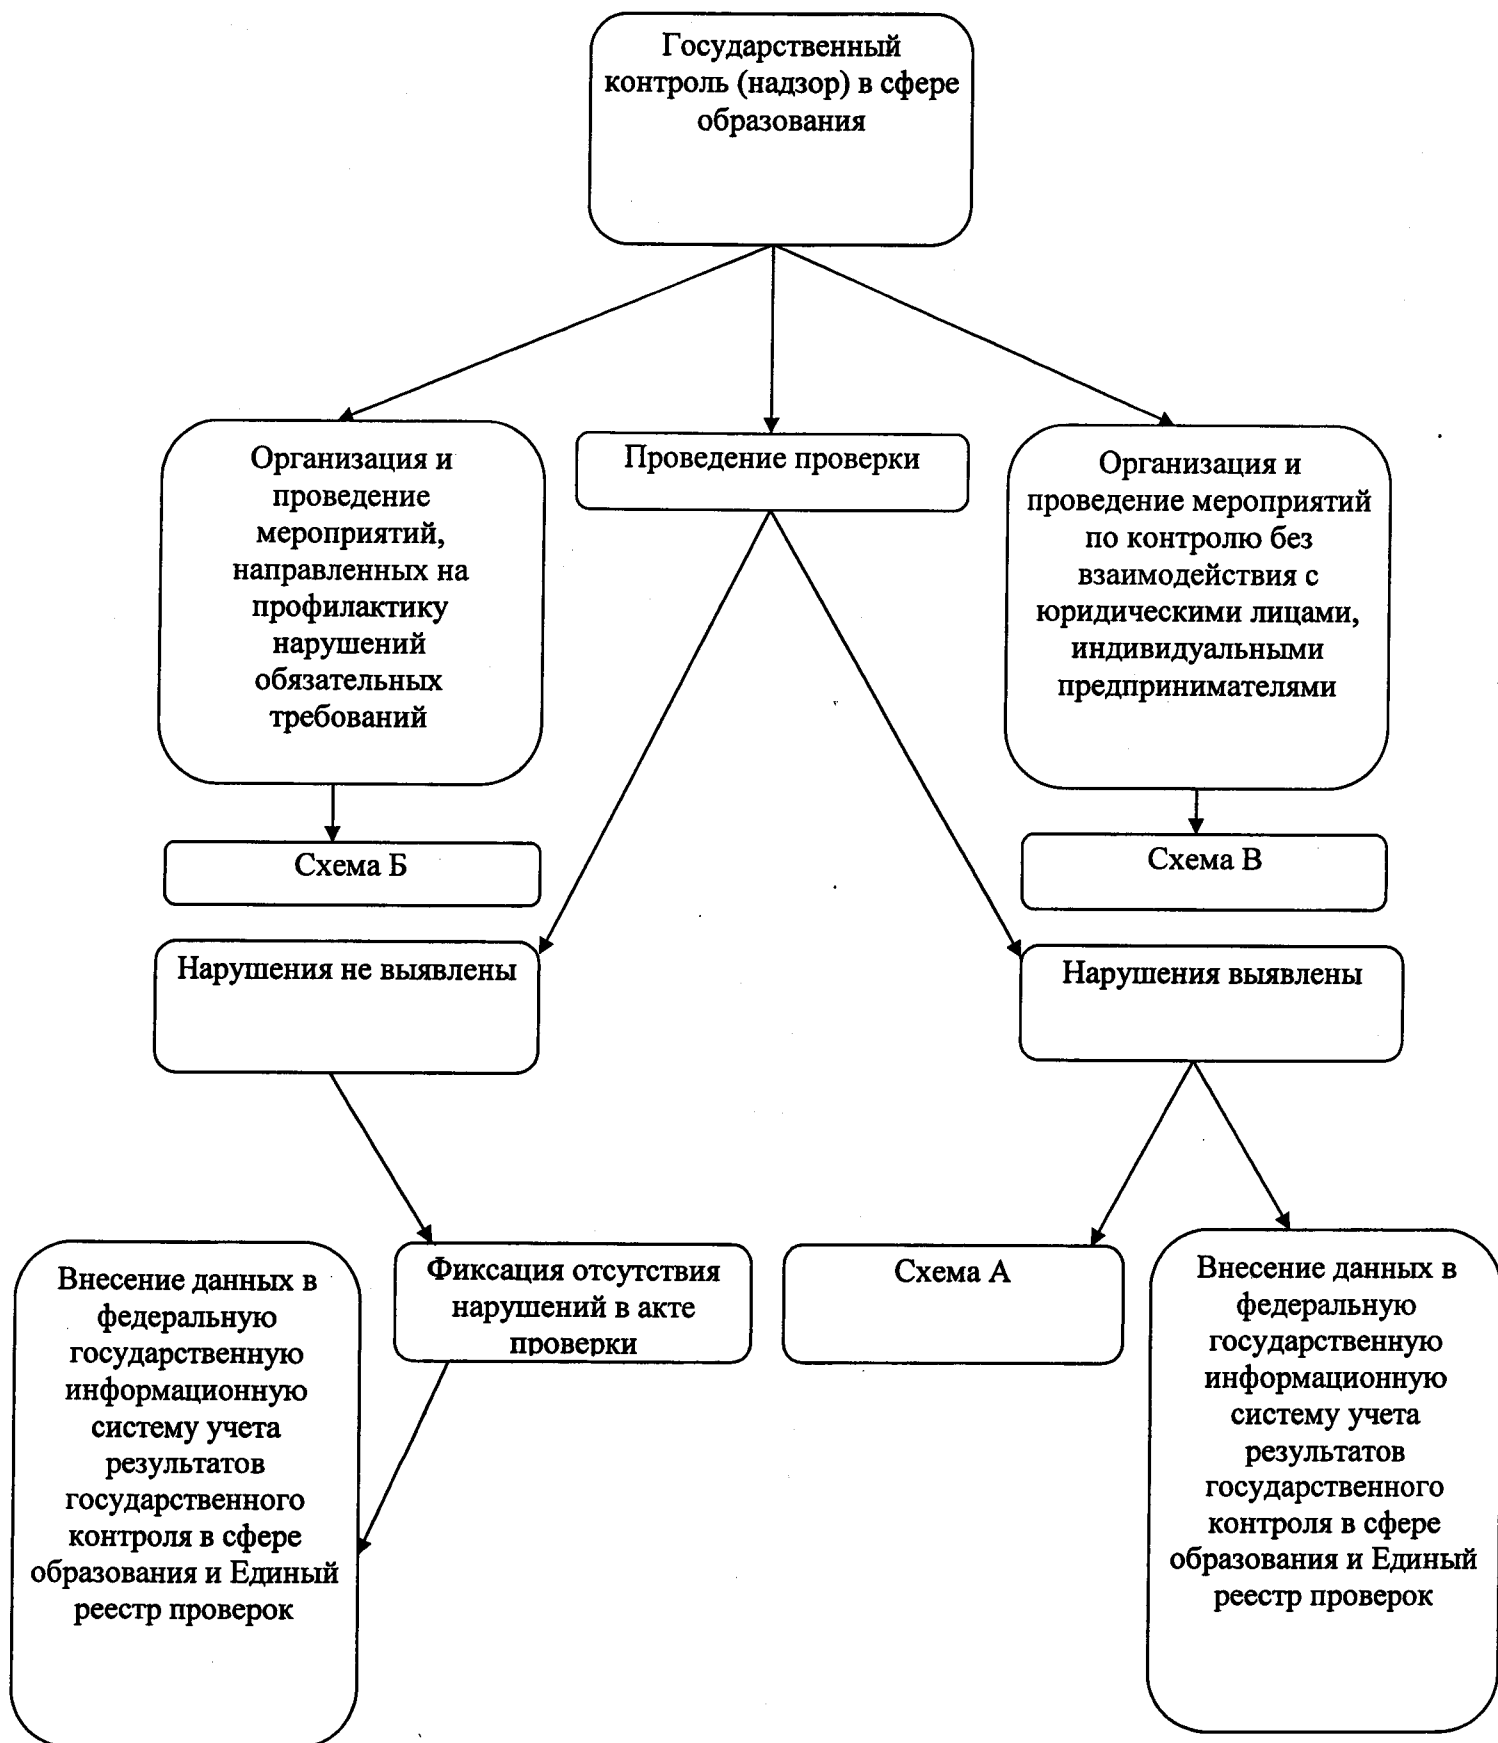 Государственный
контроль (надзор) в сфере
образования
Организация и
проведение
мероприятий,
направленных на
профилактику
нарушений
обязательных
требований
Проведение проверки
Организация и
проведение мероприятий
по контролю без
взаимодействия с
юридическими лицами,
индивидуальными
предпринимателями
Схема Б
Схема В
Нарушения не выявлены
Нарушения выявлены
Внесение данных в
федеральную
государственную
информационную
систему учета
результатов
государственного
контроля в сфере
образования и Единый
реестр проверок
Фиксация отсутствия
нарушений в акте
проверки
Схема А
Внесение данных в
федеральную
государственную
информационную
систему учета
результатов
государственного
контроля в сфере
образования и Единый
реестр проверок